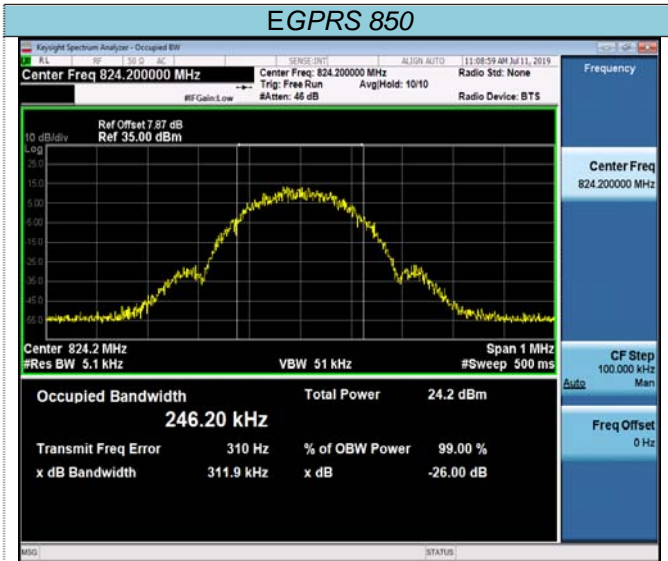 EGPRS 850
Keysight Spectrum Analyzer - Occupied BW
RL RF 50 Ω AC SENSE:INT ALIGN AUTO 11:08:59 AM Jul 11, 2019
Center Freq 824.200000 MHz
Center Freq: 824.200000 MHz
Radio Std: None
Trig: Free Run Avg|Hold: 10/10
#IFGain:Low
#Atten: 46 dB
Radio Device: BTS
Ref Offset 7.87 dB
10 dB/div Ref 35.00 dBm
Log
25.0
15.0
5.00
-5.00
-15.0
-25.0
-35.0
-45.0
-55.0
Center 824.2 MHz Span 1 MHz
#Res BW 5.1 kHz VBW 51 kHz #Sweep 500 ms
Occupied Bandwidth Total Power 24.2 dBm
246.20 kHz
Transmit Freq Error 310 Hz % of OBW Power 99.00 %
x dB Bandwidth 311.9 kHz x dB -26.00 dB
MSG STATUS
Frequency
Center Freq
824.200000 MHz
CF Step
100.000 kHz
Auto Man
Freq Offset
0 Hz